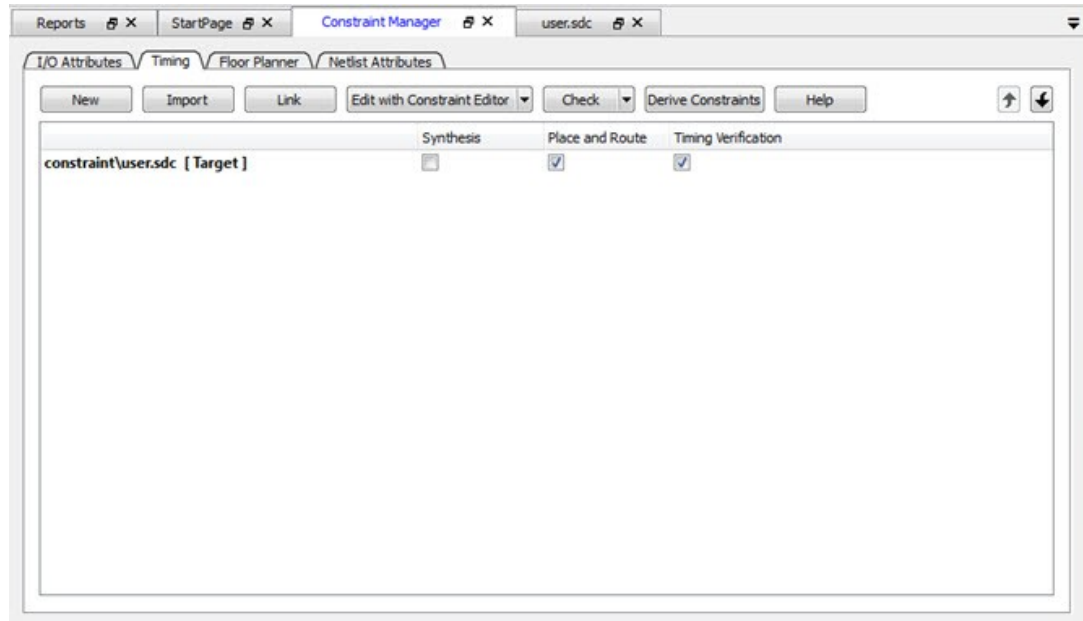 Reports StartPage Constraint Manager user.sdc
I/O Attributes Timing Floor Planner Netlist Attributes
New Import Link Edit with Constraint Editor Check Derive Constraints Help
Synthesis Place and Route Timing Verification
constraint\user.sdc [ Target ]